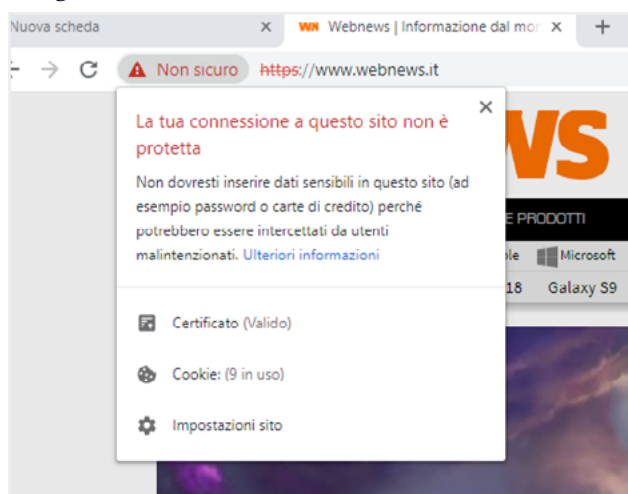 Nuova scheda
WN Webnews | Informazione dal mor
Non sicuro https://www.webnews.it
La tua connessione a questo sito non è
protetta
Non dovresti inserire dati sensibili in questo sito (ad
esempio password o carte di credito) perché
potrebbero essere intercettati da utenti
malintenzionati. Ulteriori informazioni
Certificato (Valido)
Cookie: (9 in uso)
Impostazioni sito
WS
E PRODOTTI
ple Microsoft
18 Galaxy S9